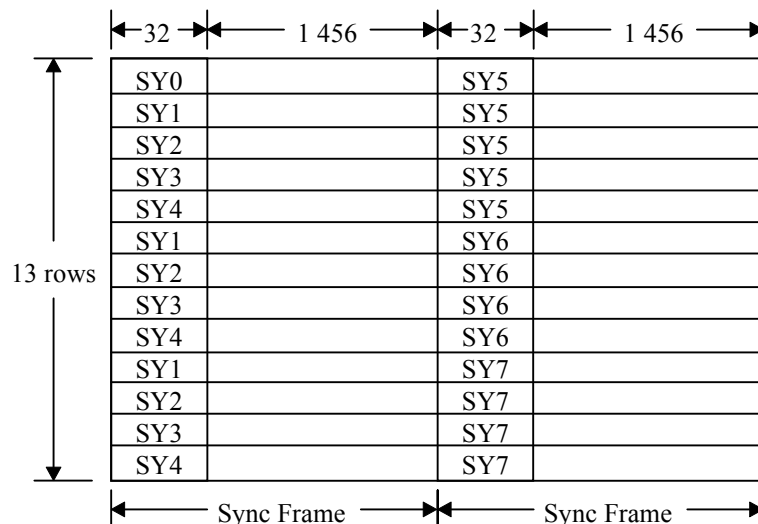 32 1 456 32 1 456
SY0 SY5
SY1 SY5
SY2 SY5
SY3 SY5
SY4 SY5
SY1 SY6
SY2 SY6
13 rows
SY3 SY6
SY4 SY6
SY1 SY7
SY2 SY7
SY3 SY7
SY4 SY7
Sync Frame Sync Frame